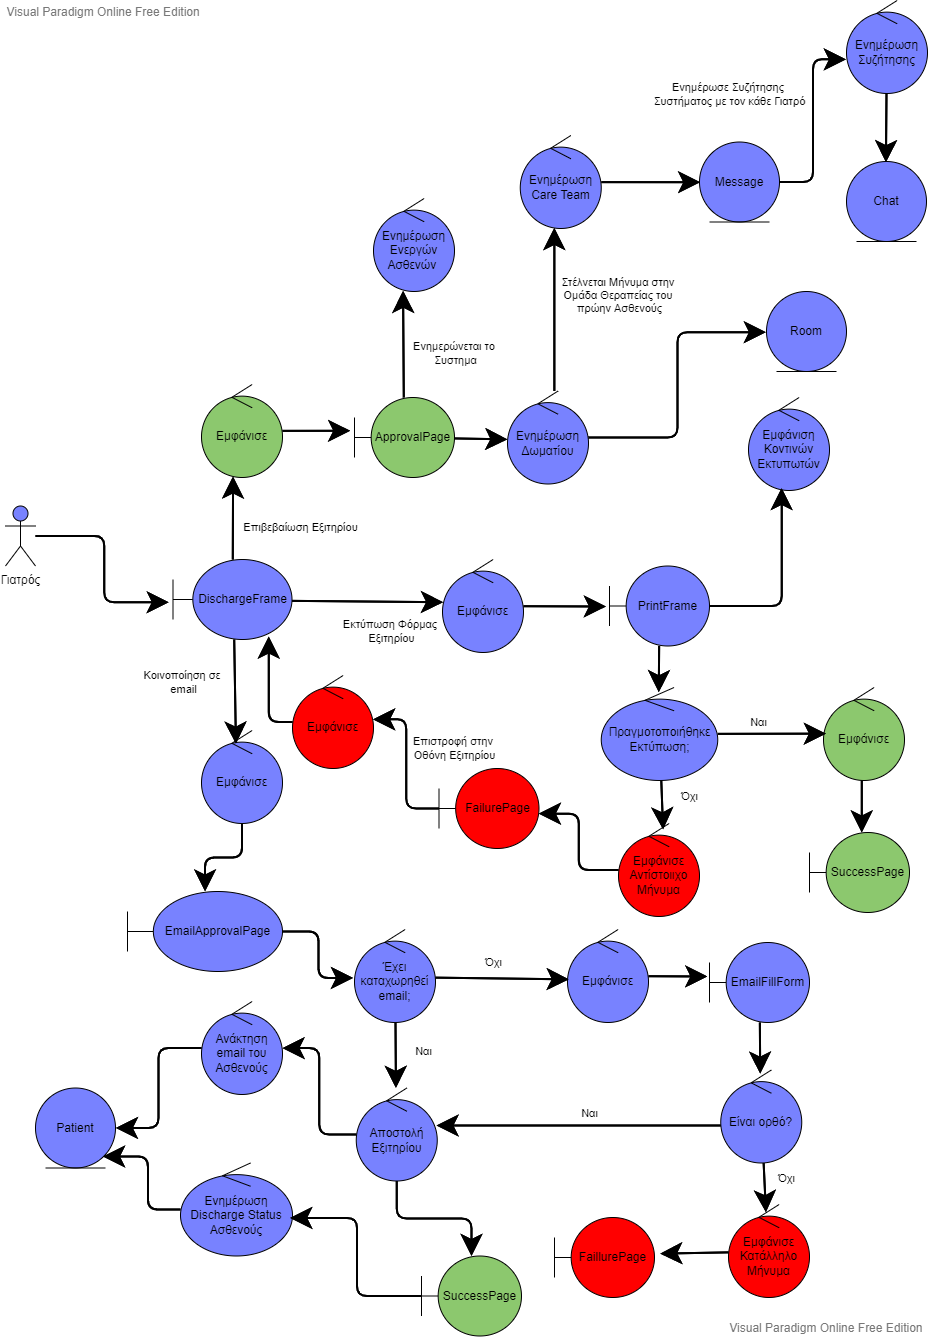 Visual Paradigm Online Free Edition
Ενημέρωση
Συζήτησης
Ενημέρωσε Συζήτησης
Συστήματος με τον κάθε Γιατρό
Ενημέρωση
Care Team
Message
Chat
Ενημέρωση
Ενεργών
Ασθενών
Στέλνεται Μήνυμα στην
Ομάδα Θεραπείας του
πρώην Ασθενούς
Room
Ενημερώνεται το
Συστημα
Εμφάνισε
ApprovalPage
Ενημέρωση
Δωματίου
Εμφάνιση
Κοντινών
Εκτυπωτών
Επιβεβαίωση Εξιτηρίου
Γιατρός
DischargeFrame
Εκτύπωση Φόρμας
Εξιτηρίου
Εμφάνισε
PrintFrame
Κοινοποίηση σε
email
Εμφάνισε
Επιστροφή στην
Οθόνη Εξιτηρίου
Πραγμοτοποιήθηκε
Εκτύπωση;
Ναι
Εμφάνισε
Εμφάνισε
FailurePage
Όχι
Εμφάνισε
Αντίστοιχο
Μήνυμα
SuccessPage
EmailApprovalPage
Έχει
καταχωρηθεί
email;
Όχι
Εμφάνισε
EmailFillForm
Ναι
Ανάκτηση
email του
Ασθενούς
Patient
Αποστολή
Εξιτηρίου
Ναι
Είναι ορθό?
Όχι
Ενημέρωση
Discharge Status
Ασθενούς
Εμφάνισε
Κατάλληλο
Μήνυμα
FailiurePage
SuccessPage
Visual Paradigm Online Free Edition